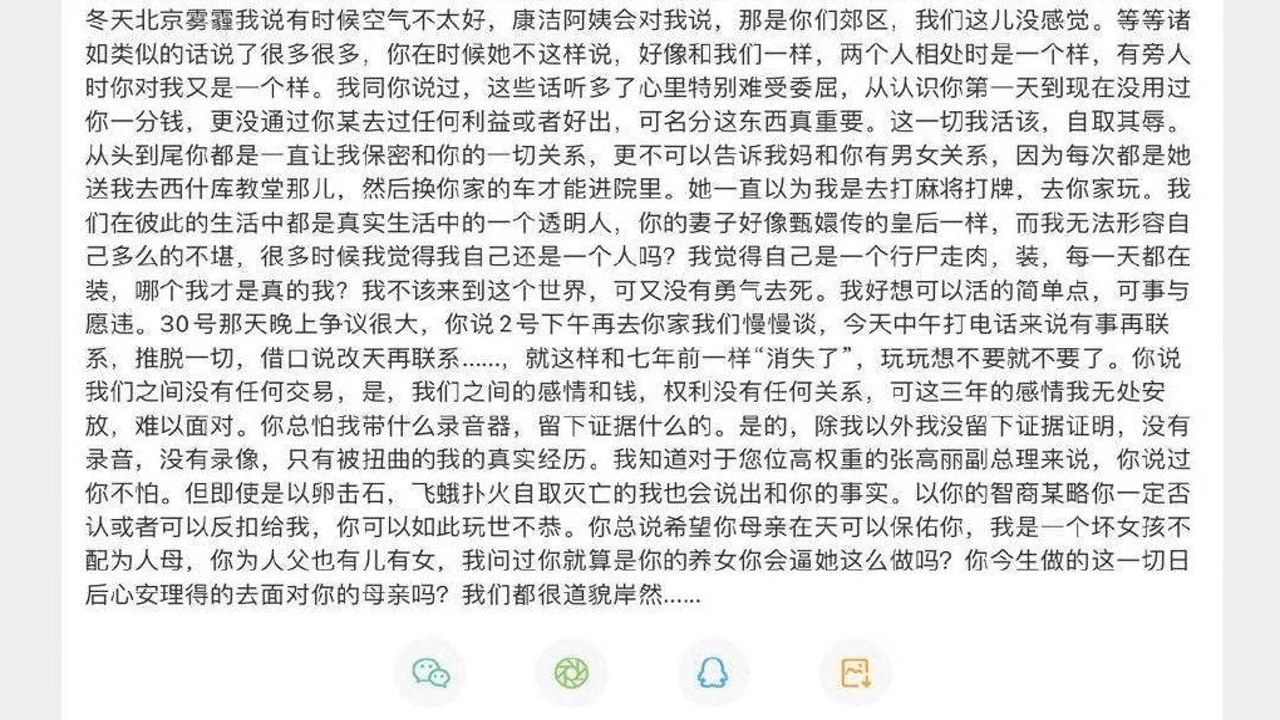 冬天北京雾霾我说有时候空气不太好，康洁阿姨会对我说，那是你们郊区，我们这儿没感觉。等等诸
如类似的话说了很多很多，你在时候她不这样说，好像和我们一样，两个人相处时是一个样，有旁人
时你对我又是一个样。我同你说过，这些话听多了心里特别难受委屈，从认识你第一天到现在没用过
你一分钱，更没通过你某去过任何利益或者好出，可名分这东西真重要。这一切我活该，自取其辱。
从头到尾你都是一直让我保密和你的一切关系，更不可以告诉我妈和你有男女关系，因为每次都是她
送我去西什库教堂那儿，然后换你家的车才能进院里。她一直以为我是去打麻将打牌，去你家玩。我
们在彼此的生活中都是真实生活中的一个透明人，你的妻子好像甄嬛传的皇后一样，而我无法形容自
己多么的不堪，很多时候我觉得我自己还是一个人吗？我觉得自己是一个行尸走肉，装，每一天都在
装，哪个我才是真的我？我不该来到这个世界，可又没有勇气去死。我好想可以活的简单点，可事与
愿违。30号那天晚上争议很大，你说2号下午再去你家我们慢慢谈，今天中午打电话来说有事再联
系，推脱一切，借口说改天再联系……，就这样和七年前一样“消失了”，玩玩想不要就不要了。你说
我们之间没有任何交易，是，我们之间的感情和钱，权利没有任何关系，可这三年的感情我无处安
放，难以面对。你总怕我带什么录音器，留下证据什么的。是的，除我以外我没留下证据证明，没有
录音，没有录像，只有被扭曲的我的真实经历。我知道对于您位高权重的张高丽副总理来说，你说过
你不怕。但即使是以卵击石，飞蛾扑火自取灭亡的我也会说出和你的事实。以你的智商某略你一定否
认或者可以反扣给我，你可以如此玩世不恭。你总说希望你母亲在天可以保佑你，我是一个坏女孩不
配为人母，你为人父也有儿有女，我问过你就算是你的养女你会逼她这么做吗？你今生做的这一切日
后心安理得的去面对你的母亲吗？我们都很道貌岸然……